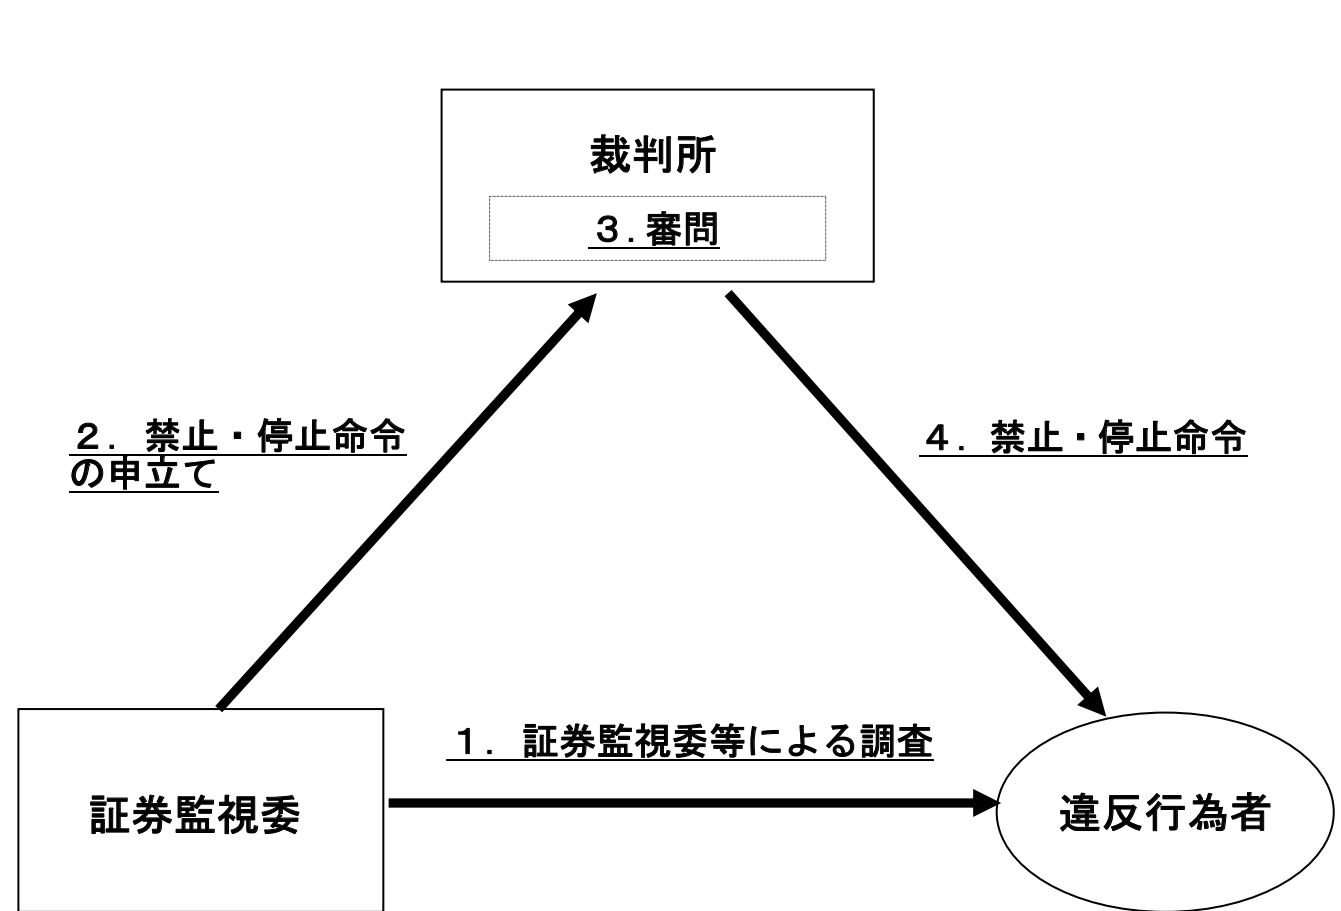 裁判所
３.審問
２．禁止・停止命令
の申立て
４．禁止・停止命令
１．証券監視委等による調査
証券監視委
違反行為者